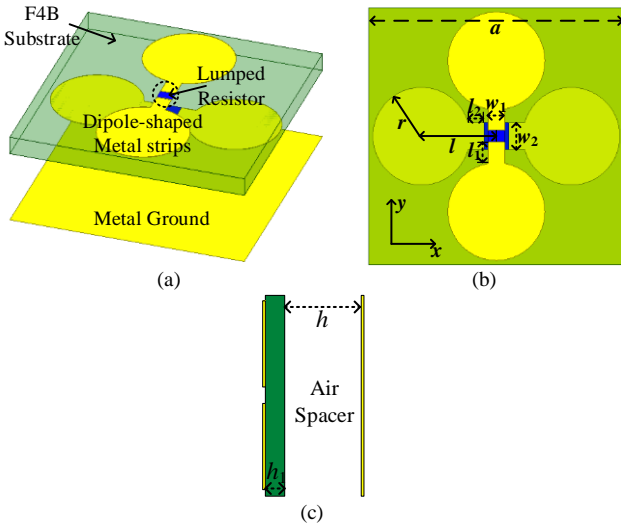 F4B
Substrate
Lumped
Resistor
Dipole-shaped
Metal strips
Metal Ground
(a)
a
l₂
w₁
r
l
w₂
l₁
y
x
(b)
h
Air
Spacer
h₁
(c)